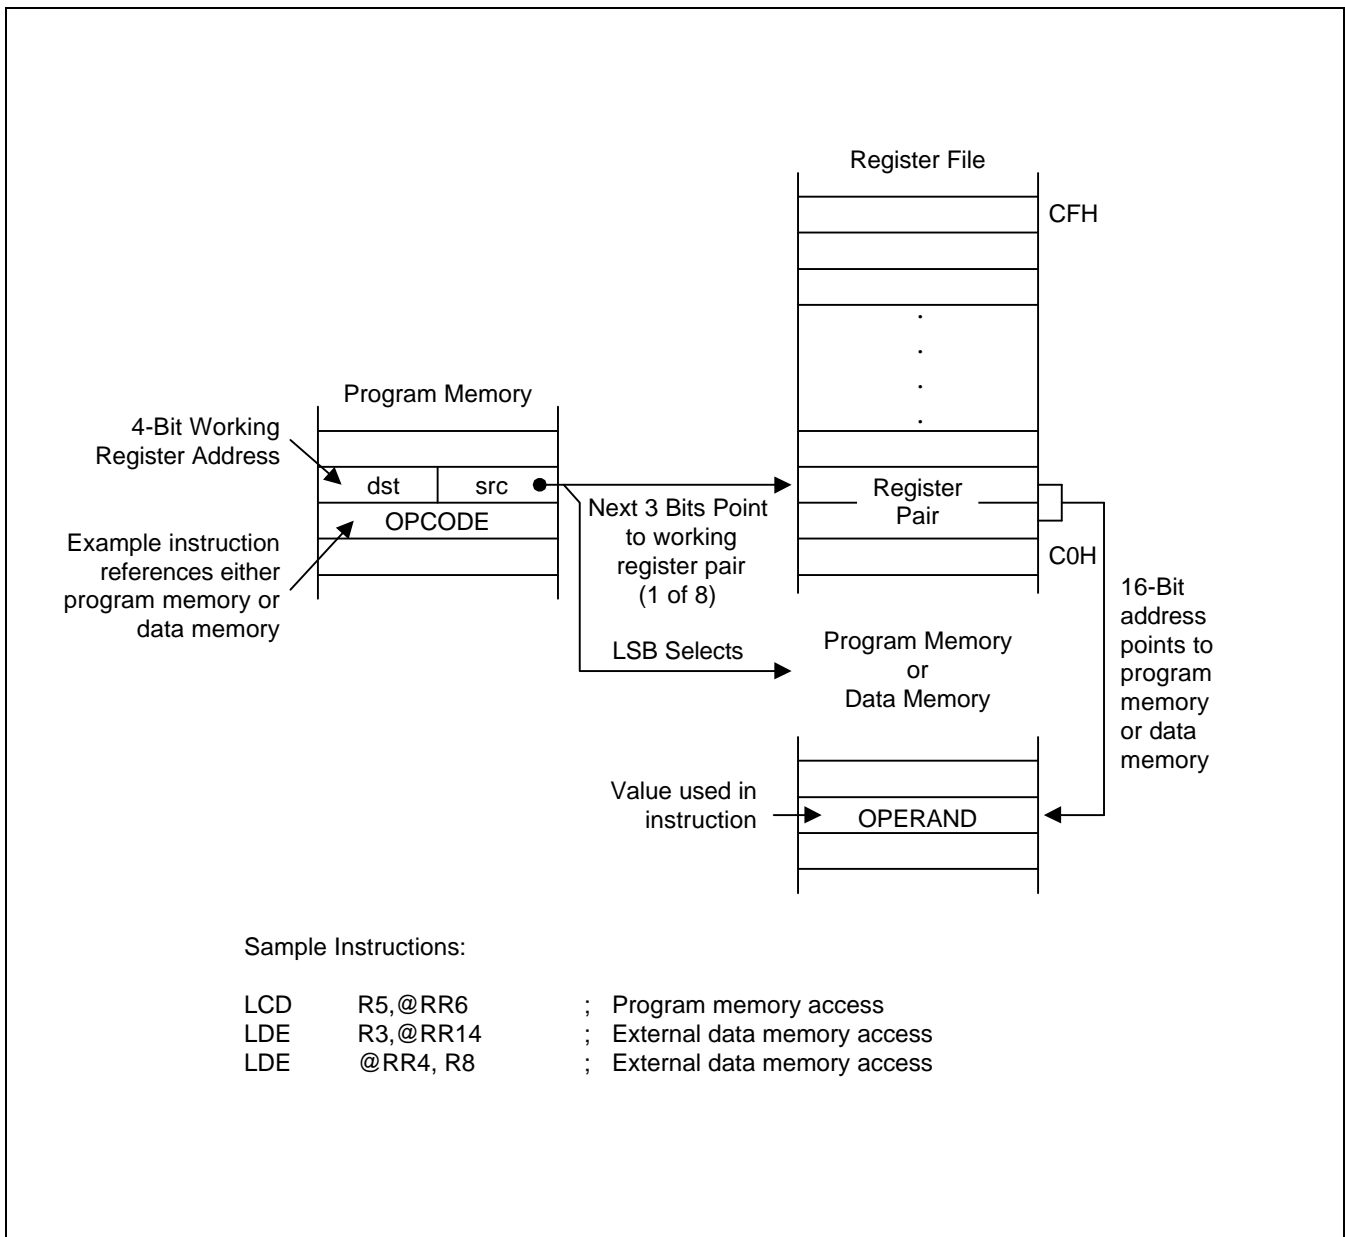 Register File
CFH
Program Memory
4-Bit Working
Register Address
dst src
OPCODE
Example instruction
references either
program memory or
data memory
Next 3 Bits Point
to working
register pair
(1 of 8)
Register
Pair
C0H
LSB Selects
Program Memory
or
Data Memory
16-Bit
address
points to
program
memory
or data
memory
Value used in
instruction
OPERAND
Sample Instructions:
LCD R5,@RR6 ; Program memory access
LDE R3,@RR14 ; External data memory access
LDE @RR4, R8 ; External data memory access